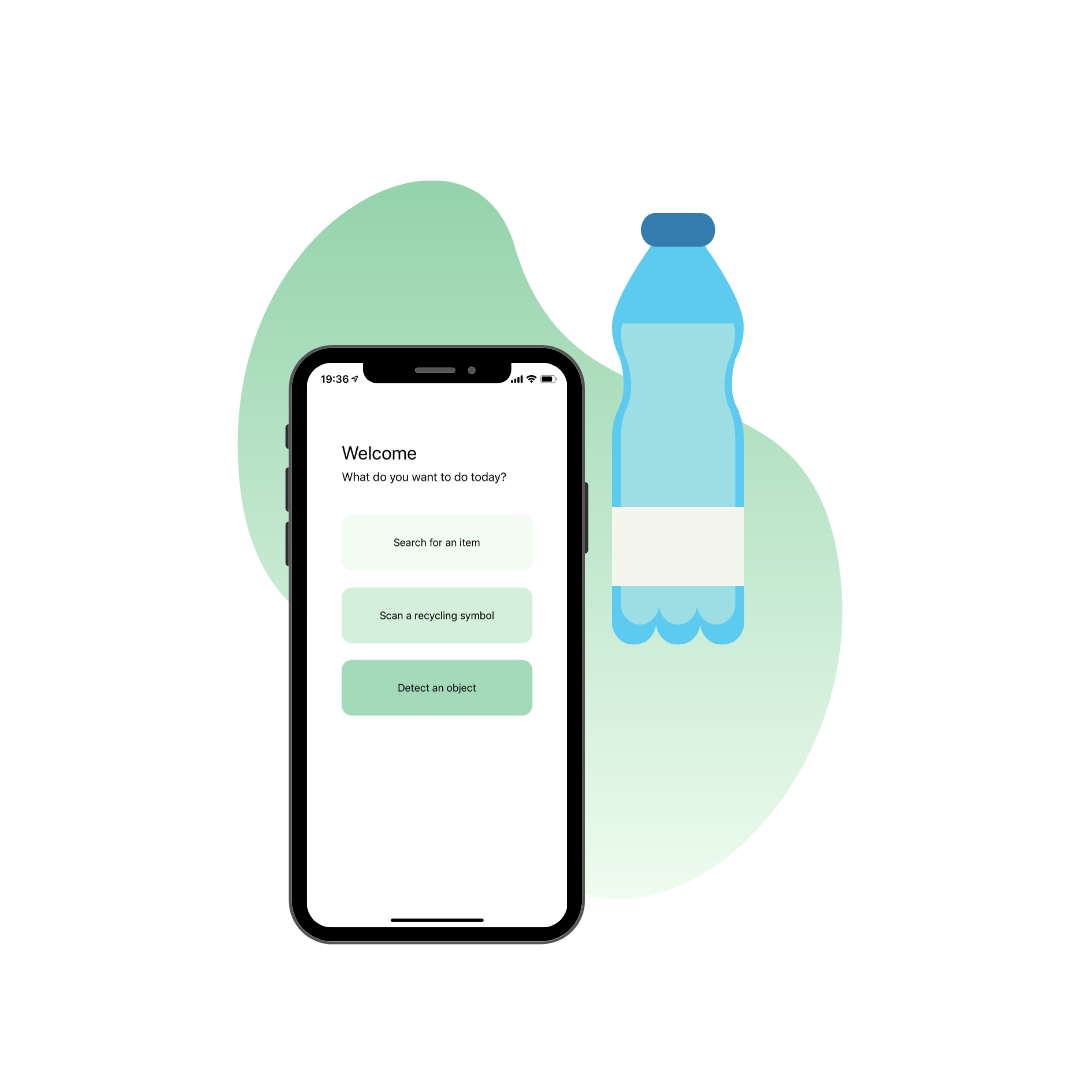 19:36
Welcome
What do you want to do today?
Search for an item
Scan a recycling symbol
Detect an object